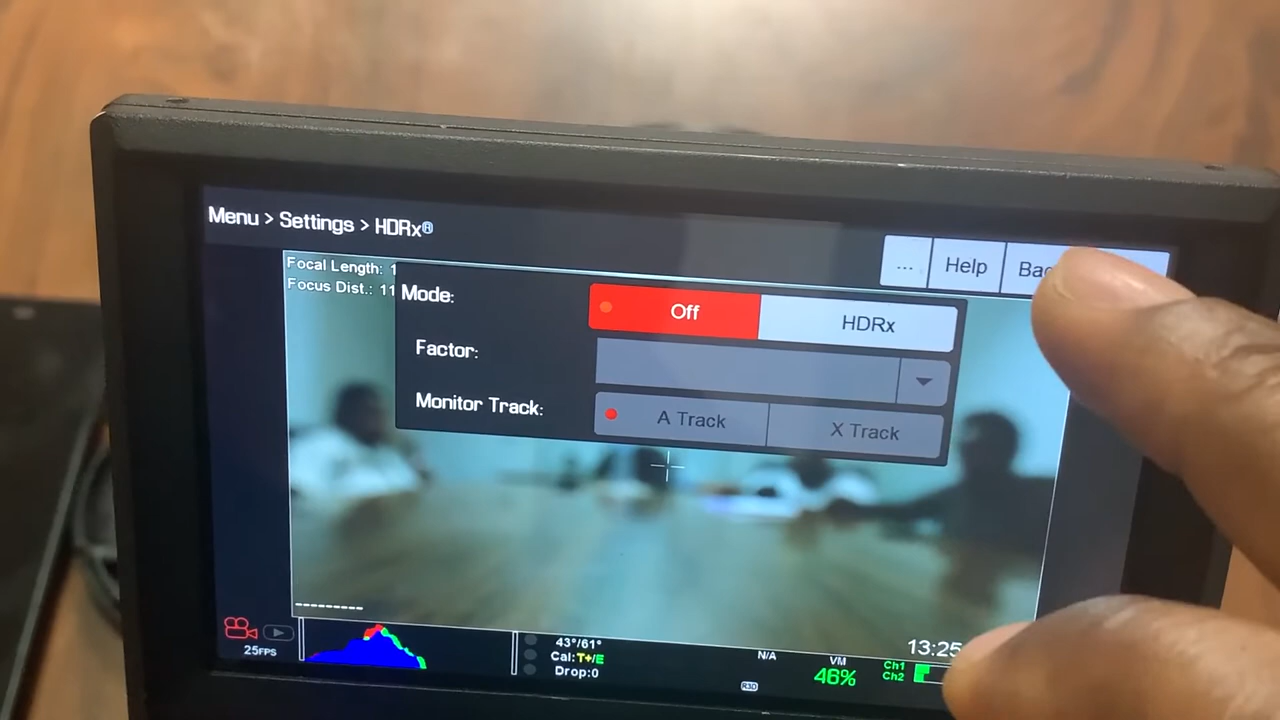 Menu > Settings > HDRx®
... Help Bac
Focal Length: 1
Focus Dist.: 11
Mode: Off HDRx
Factor:
Monitor Track: A Track X Track
25FPS
43°/61°
Cal:T+/E
Drop:0
N/A
R3D
VM
46%
13:25
Ch1
Ch2